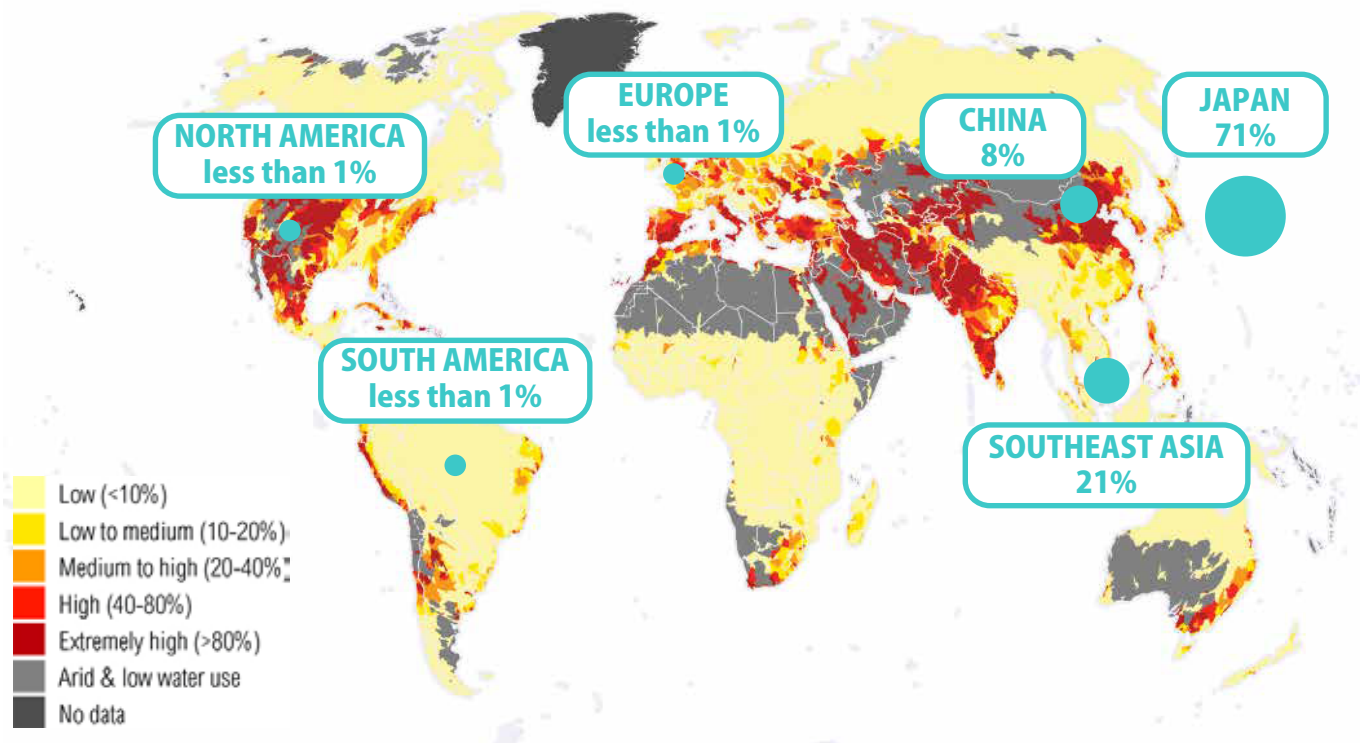 NORTH AMERICA
less than 1%
EUROPE
less than 1%
CHINA
8%
JAPAN
71%
SOUTH AMERICA
less than 1%
SOUTHEAST ASIA
21%
Low (<10%)
Low to medium (10-20%)
Medium to high (20-40%
High (40-80%)
Extremely high (>80%)
Arid & low water use
No data